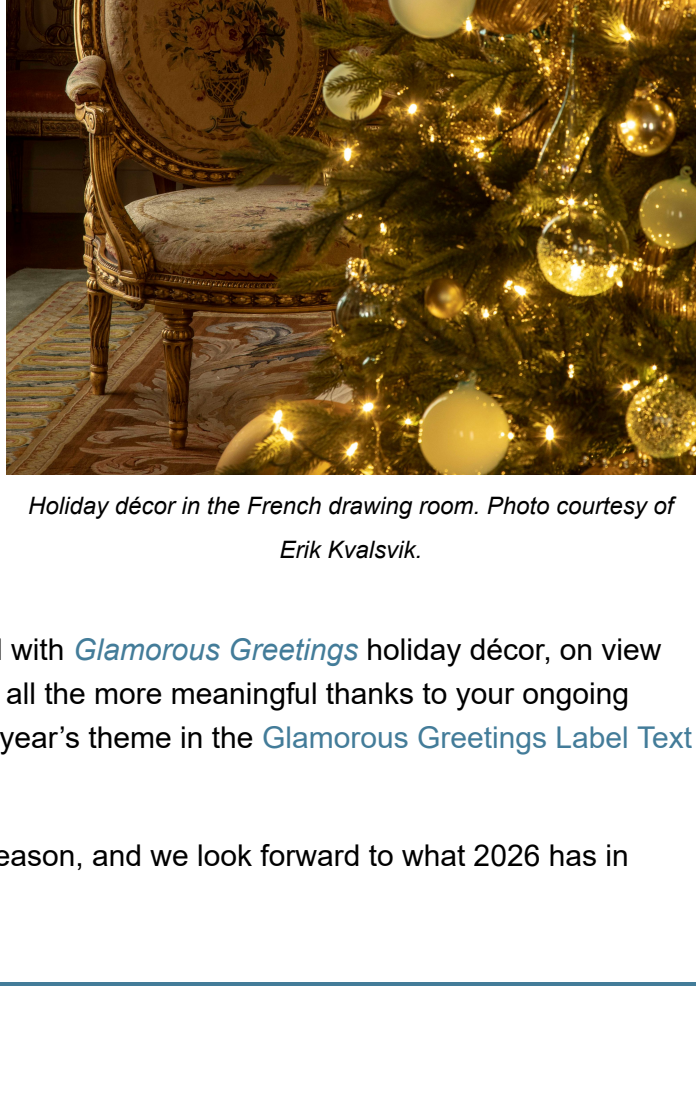 Holiday décor in the French drawing room. Photo courtesy of
Erik Kvalsvik.
with Glamorous Greetings holiday décor, on view
all the more meaningful thanks to your ongoing
year’s theme in the Glamorous Greetings Label Text
and we look forward to what 2026 has in